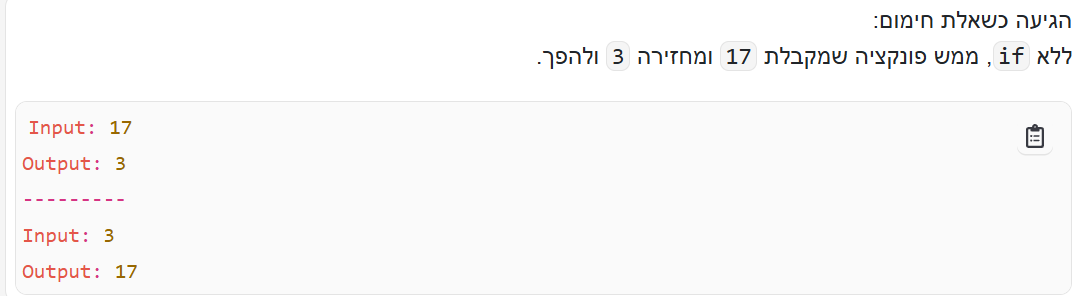 הגיעה כשאלת חימום:
ללא if, ממש פונקציה שמקבלת 17 ומחזירה 3 ולהפך.
Input: 17
Output: 3
---------
Input: 3
Output: 17